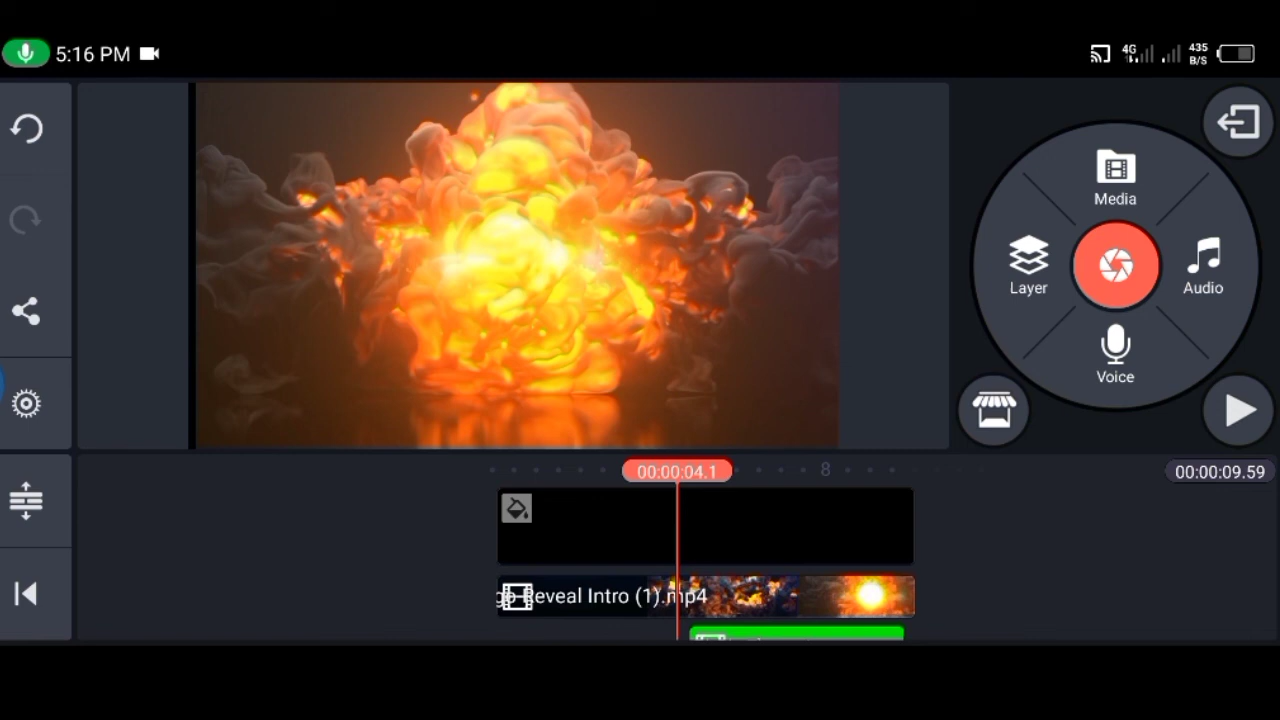 5:16 PM
4G
435
B/S
Media
Layer
Audio
Voice
00:00:04.1
8
00:00:09.59
go Reveal Intro (1).mp4